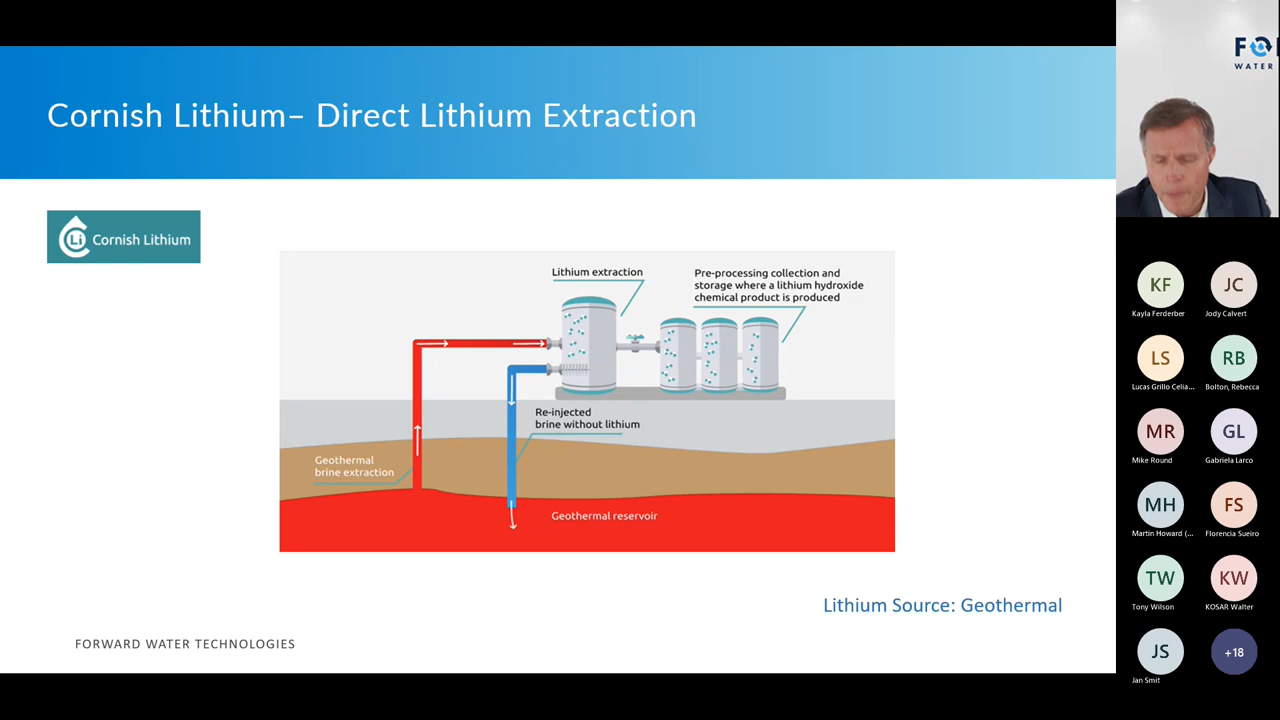 Cornish Lithium– Direct Lithium Extraction
Li Cornish Lithium
Lithium extraction
Pre-processing collection and
storage where a lithium hydroxide
chemical product is produced
Re-injected
brine without lithium
Geothermal
brine extraction
Geothermal reservoir
Lithium Source: Geothermal
FORWARD WATER TECHNOLOGIES
WATER
KF
Kayla Ferderber
JC
Jody Calvert
LS
Lucas Grillo Celia...
RB
Bolton, Rebecca
MR
Mike Round
GL
Gabriela Larco
MH
Martin Howard (...
FS
Florencia Sueiro
TW
Tony Wilson
KW
KOSAR Walter
JS
Jan Smit
+18